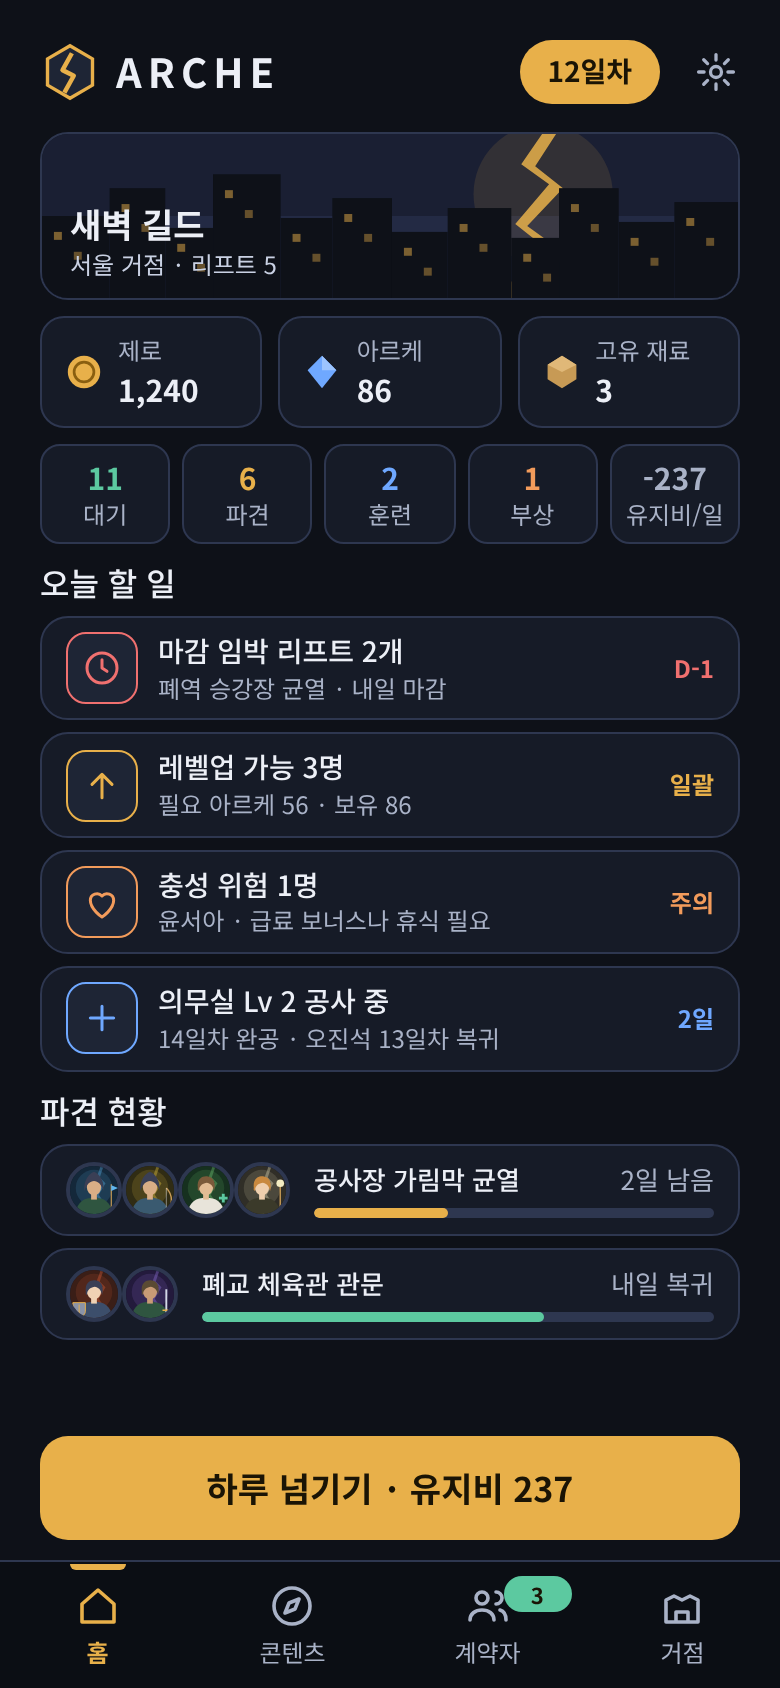 ARCHE
12일차
새벽 길드
서울 거점 · 리프트 5
제로
1,240
아르케
86
고유 재료
3
11
대기
6
파견
2
훈련
1
부상
-237
유지비/일
오늘 할 일
마감 임박 리프트 2개
폐역 승강장 균열 · 내일 마감
D-1
레벨업 가능 3명
필요 아르케 56 · 보유 86
일괄
충성 위험 1명
윤서아 · 급료 보너스나 휴식 필요
주의
의무실 Lv 2 공사 중
14일차 완공 · 오진석 13일차 복귀
2일
파견 현황
공사장 가림막 균열
2일 남음
폐교 체육관 관문
내일 복귀
하루 넘기기 · 유지비 237
홈
콘텐츠
3
계약자
거점